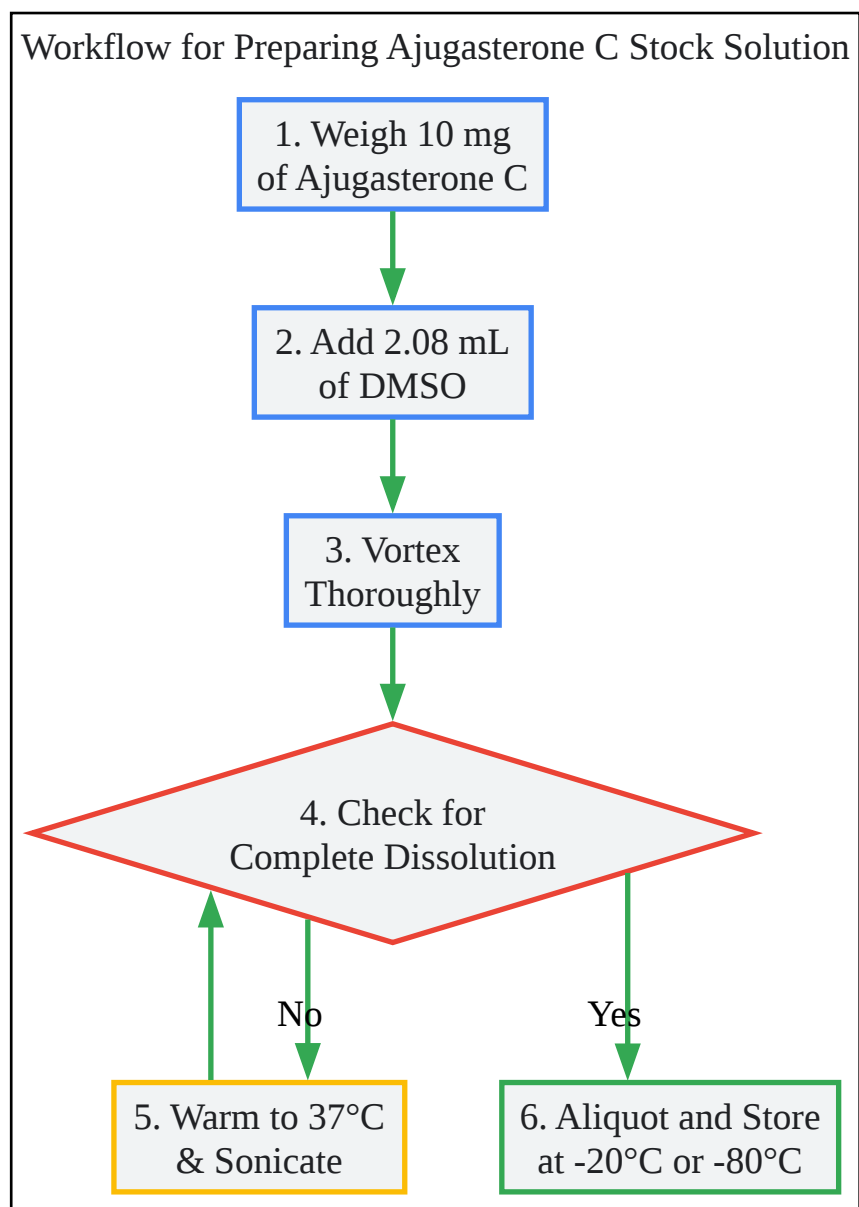 Workflow for Preparing Ajugasterone C Stock Solution
1. Weigh 10 mg
of Ajugasterone C
2. Add 2.08 mL
of DMSO
3. Vortex
Thoroughly
4. Check for
Complete Dissolution
No
Yes
5. Warm to 37°C
& Sonicate
6. Aliquot and Store
at -20°C or -80°C